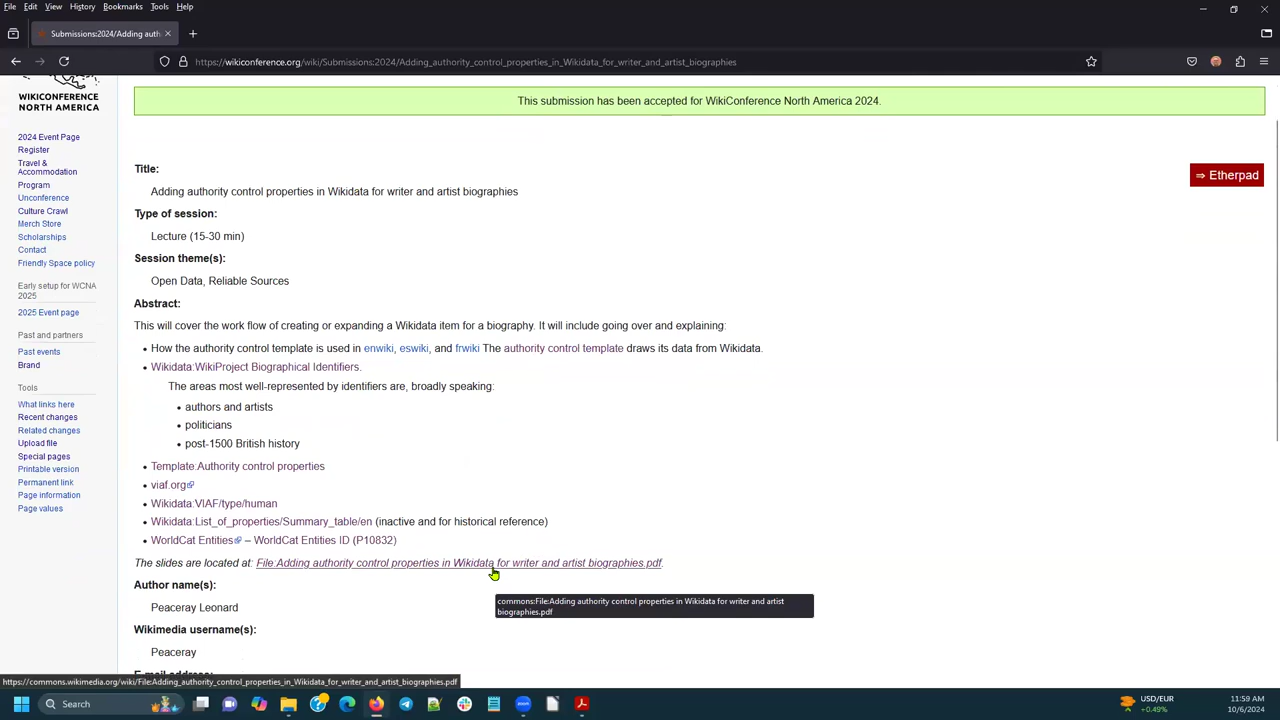 File Edit View History Bookmarks Tools Help
Submissions:2024/Adding auth
https://wikiconference.org/wiki/Submissions:2024/Adding_authority_control_properties_in_Wikidata_for_writer_and_artist_biographies
WIKICONFERENCE
NORTH AMERICA
2024 Event Page
Register
Travel &
Accommodation
Program
Unconference
Culture Crawl
Merch Store
Scholarships
Contact
Friendly Space policy
Early setup for WCNA
2025
2025 Event page
Past and partners
Past events
Brand
Tools
What links here
Recent changes
Related changes
Upload file
Special pages
Printable version
Permanent link
Page information
Page values
This submission has been accepted for WikiConference North America 2024.
⇒ Etherpad
Title:
Adding authority control properties in Wikidata for writer and artist biographies
Type of session:
Lecture (15-30 min)
Session theme(s):
Open Data, Reliable Sources
Abstract:
This will cover the work flow of creating or expanding a Wikidata item for a biography. It will include going over and explaining:
• How the authority control template is used in enwiki, eswiki, and frwiki The authority control template draws its data from Wikidata.
• Wikidata:WikiProject Biographical Identifiers.
The areas most well-represented by identifiers are, broadly speaking:
• authors and artists
• politicians
• post-1500 British history
• Template:Authority control properties
• viaf.org
• Wikidata:VIAF/type/human
• Wikidata:List_of_properties/Summary_table/en (inactive and for historical reference)
• WorldCat Entities – WorldCat Entities ID (P10832)
The slides are located at: File:Adding authority control properties in Wikidata for writer and artist biographies.pdf.
Author name(s):
commons:File:Adding authority control properties in Wikidata for writer and artist
biographies.pdf
Peaceray Leonard
Wikimedia username(s):
Peaceray
E-mail address:
https://commons.wikimedia.org/wiki/File:Adding_authority_control_properties_in_Wikidata_for_writer_and_artist_biographies.pdf
Search
USD/EUR
+0.49%
11:59 AM
10/6/2024